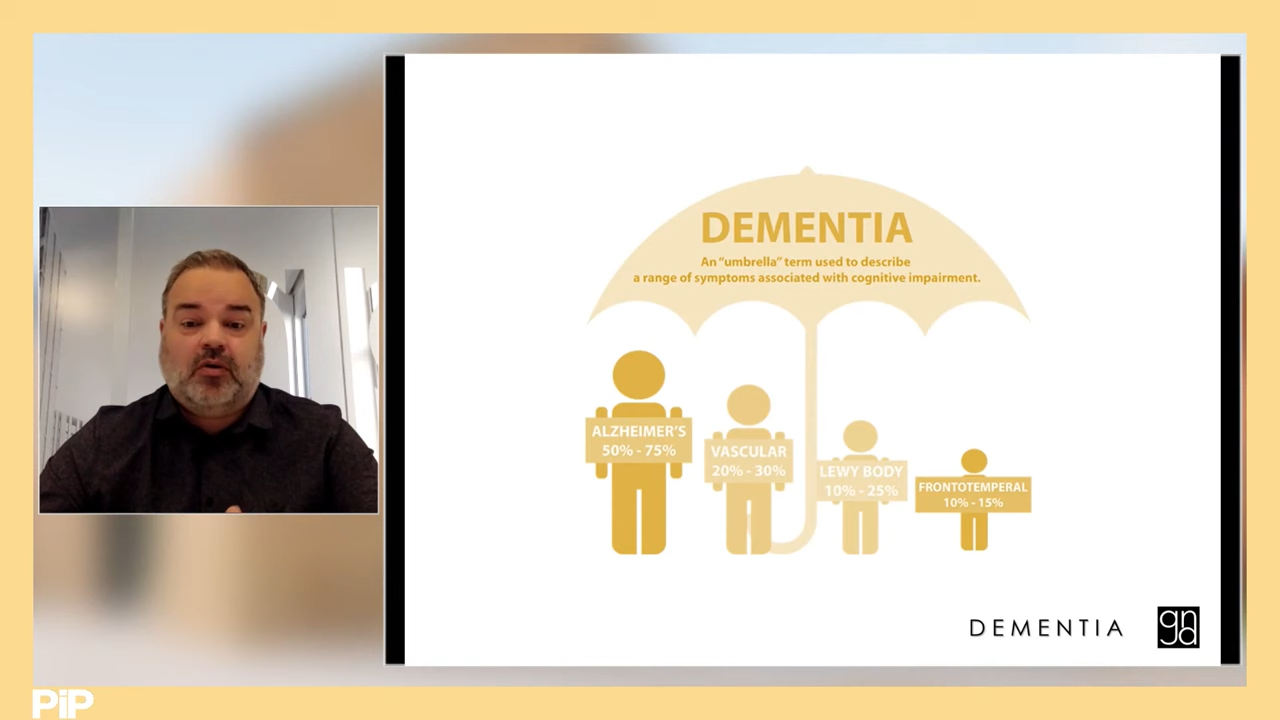 DEMENTIA
An “umbrella” term used to describe
a range of symptoms associated with cognitive impairment.
ALZHEIMER’S
50% - 75%
VASCULAR
20% - 30%
LEWY BODY
10% - 25%
FRONTOTEMPERAL
10% - 15%
DEMENTIA
gnd
PiP